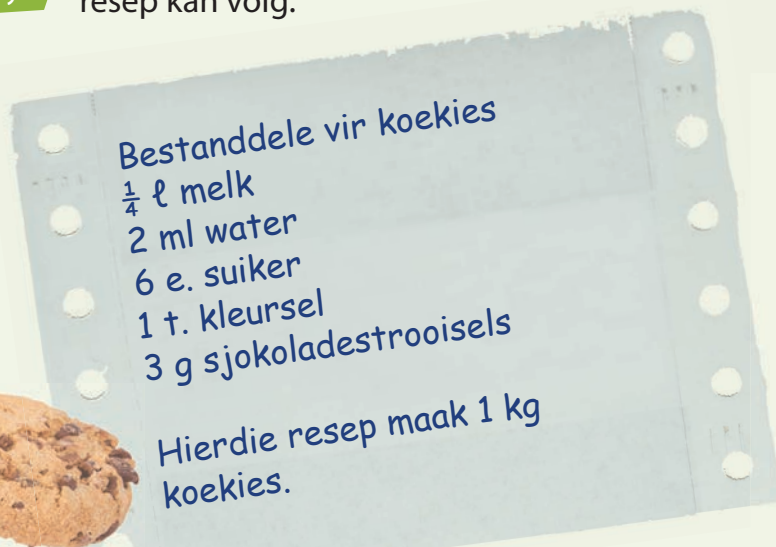 resep kan volg.
Bestanddele vir koekies
¼ ℓ melk
2 ml water
6 e. suiker
1 t. kleursel
3 g sjokoladestrooisels
Hierdie resep maak 1 kg
koekies.